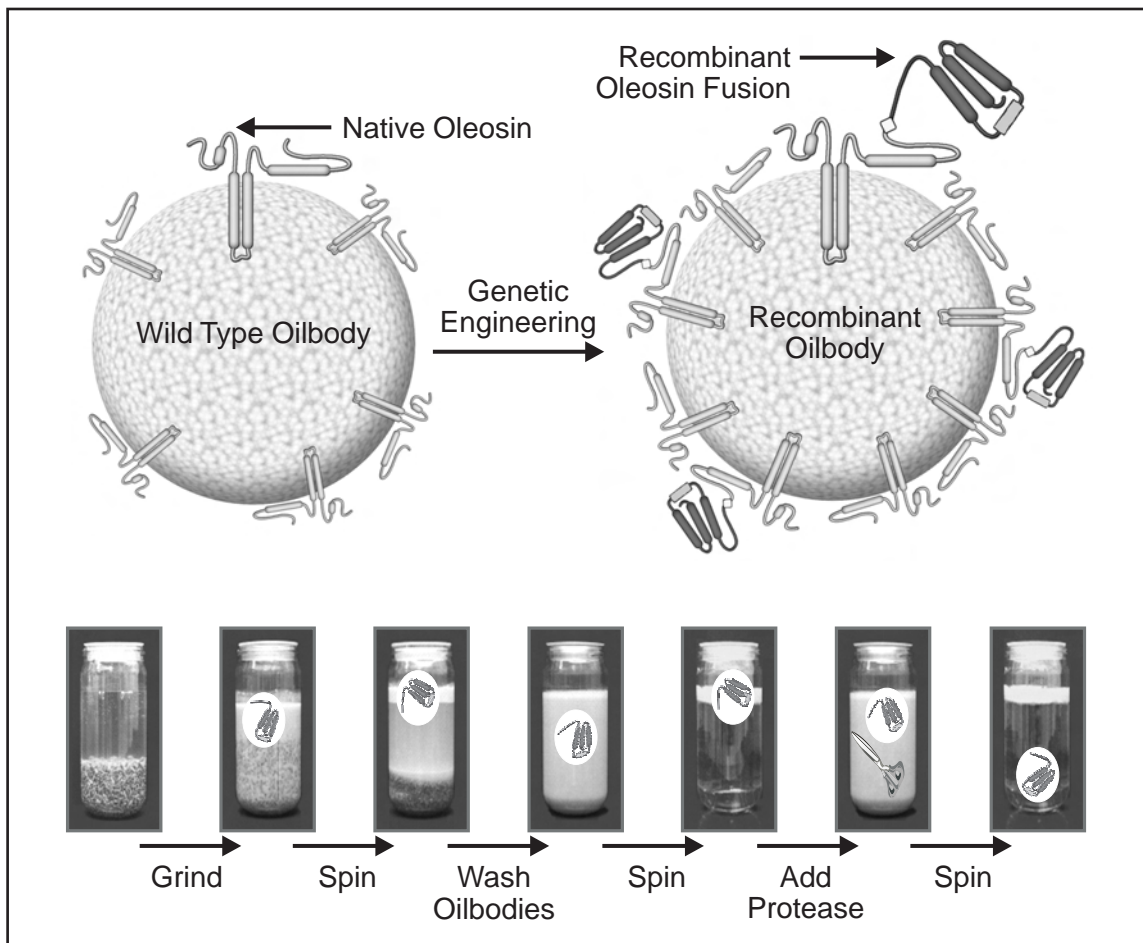 Recombinant
Oleosin Fusion
Native Oleosin
Wild Type Oilbody
Genetic
Engineering
Recombinant
Oilbody
Grind
Spin
Wash
Oilbodies
Spin
Add
Protease
Spin